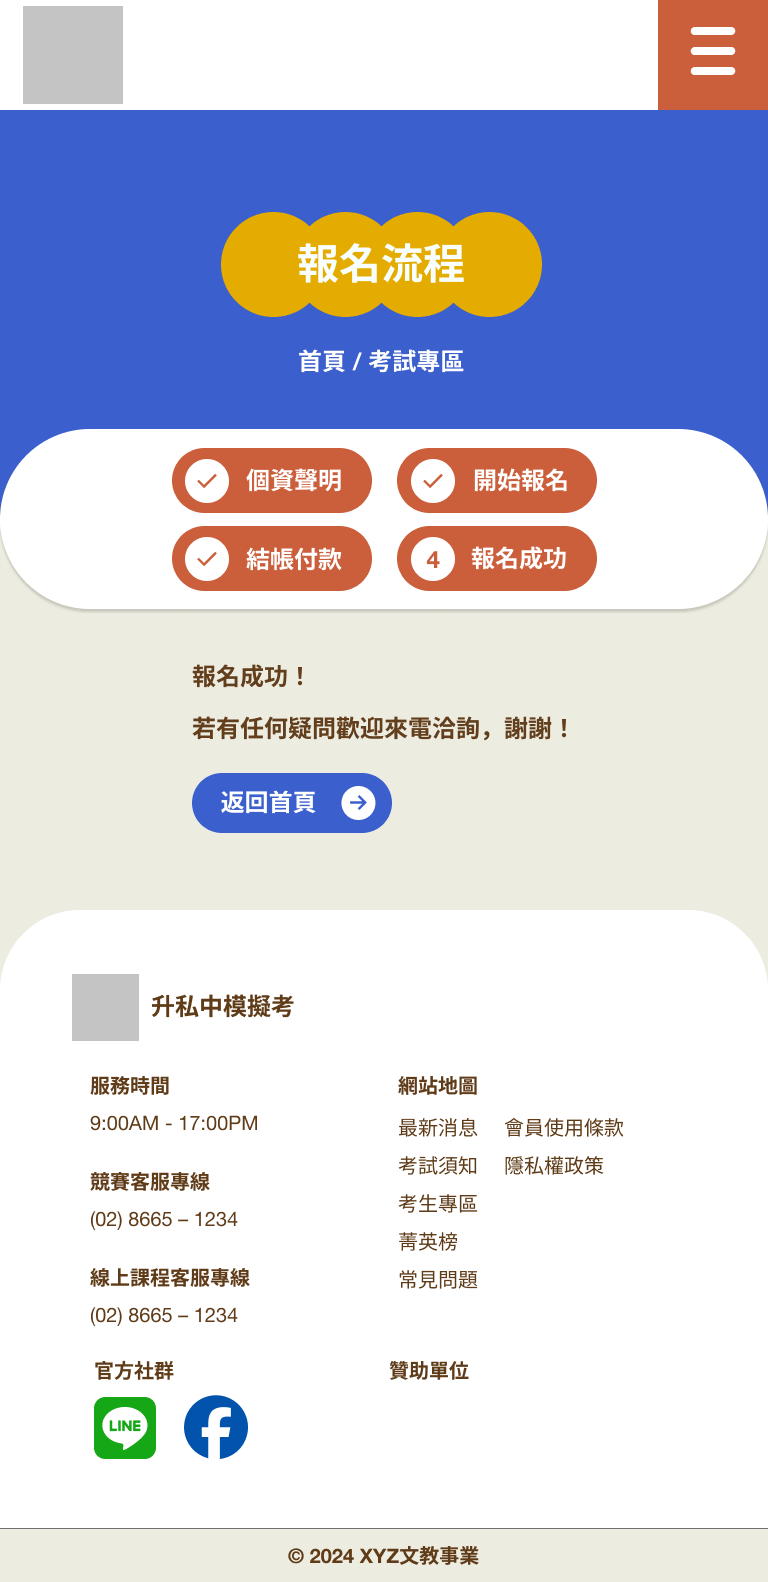 報名流程
首頁 / 考試專區
個資聲明
開始報名
結帳付款
4 報名成功
報名成功！
若有任何疑問歡迎來電洽詢，謝謝！
返回首頁
升私中模擬考
服務時間
9:00AM - 17:00PM
競賽客服專線
(02) 8665 – 1234
線上課程客服專線
(02) 8665 – 1234
網站地圖
最新消息 會員使用條款
考試須知 隱私權政策
考生專區
菁英榜
常見問題
官方社群
LINE
贊助單位
© 2024 XYZ文教事業